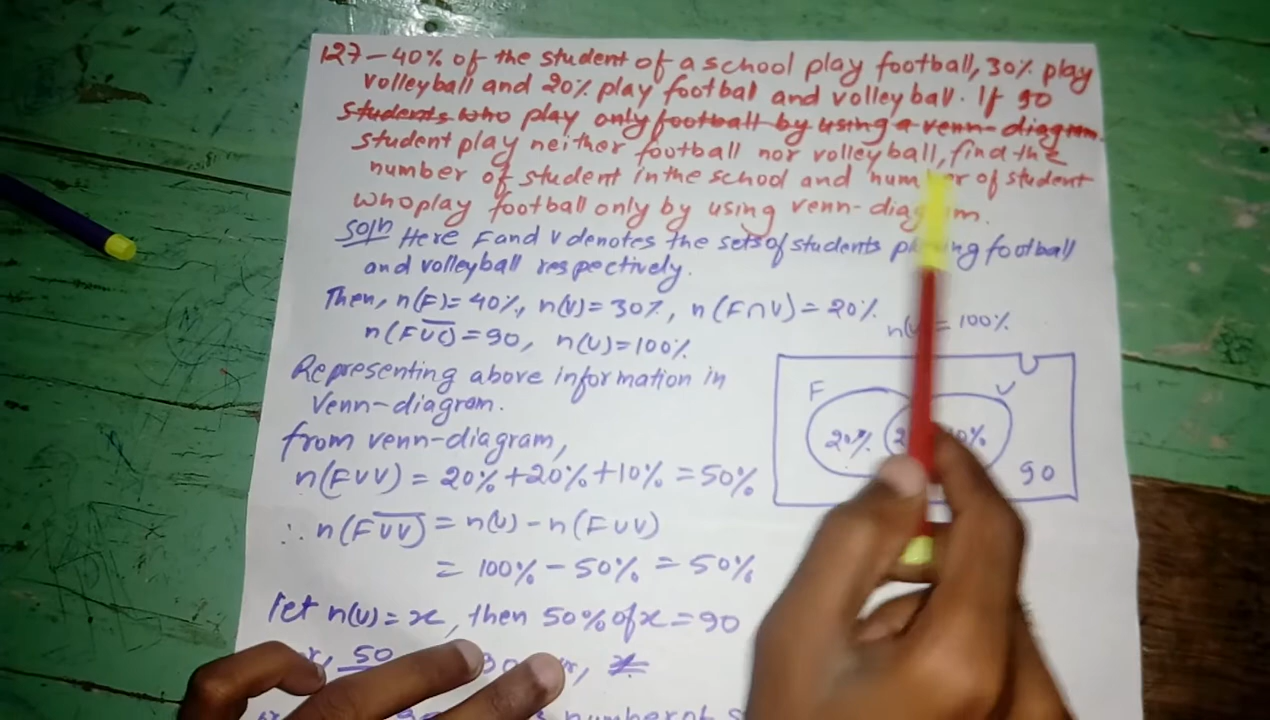 127- 40% of the student of a school play football, 30% play
volleyball and 20% play footbal and volleyball. If 90
Students who play only football by using a venn-diagram.
student play neither football nor volleyball, find the
number of student in the school and number of student
who play football only by using venn-diagram.
Soln Here F and V denotes the sets of students playing football
and volleyball respectively.
Then, n(F)=40%, n(V)=30%, n(F∩V)=20%
n(F∪V)=90, n(U)=100%
n(U)=100%
Representing above information in
Venn-diagram.
F V U
20% 10%
90
from venn-diagram,
n(F∪V) = 20%+20%+10% = 50%
∴ n(F∪V) = n(U) - n(F∪V)
= 100% - 50% = 50%
let n(U)=x, then 50% of x=90
50 x
number of